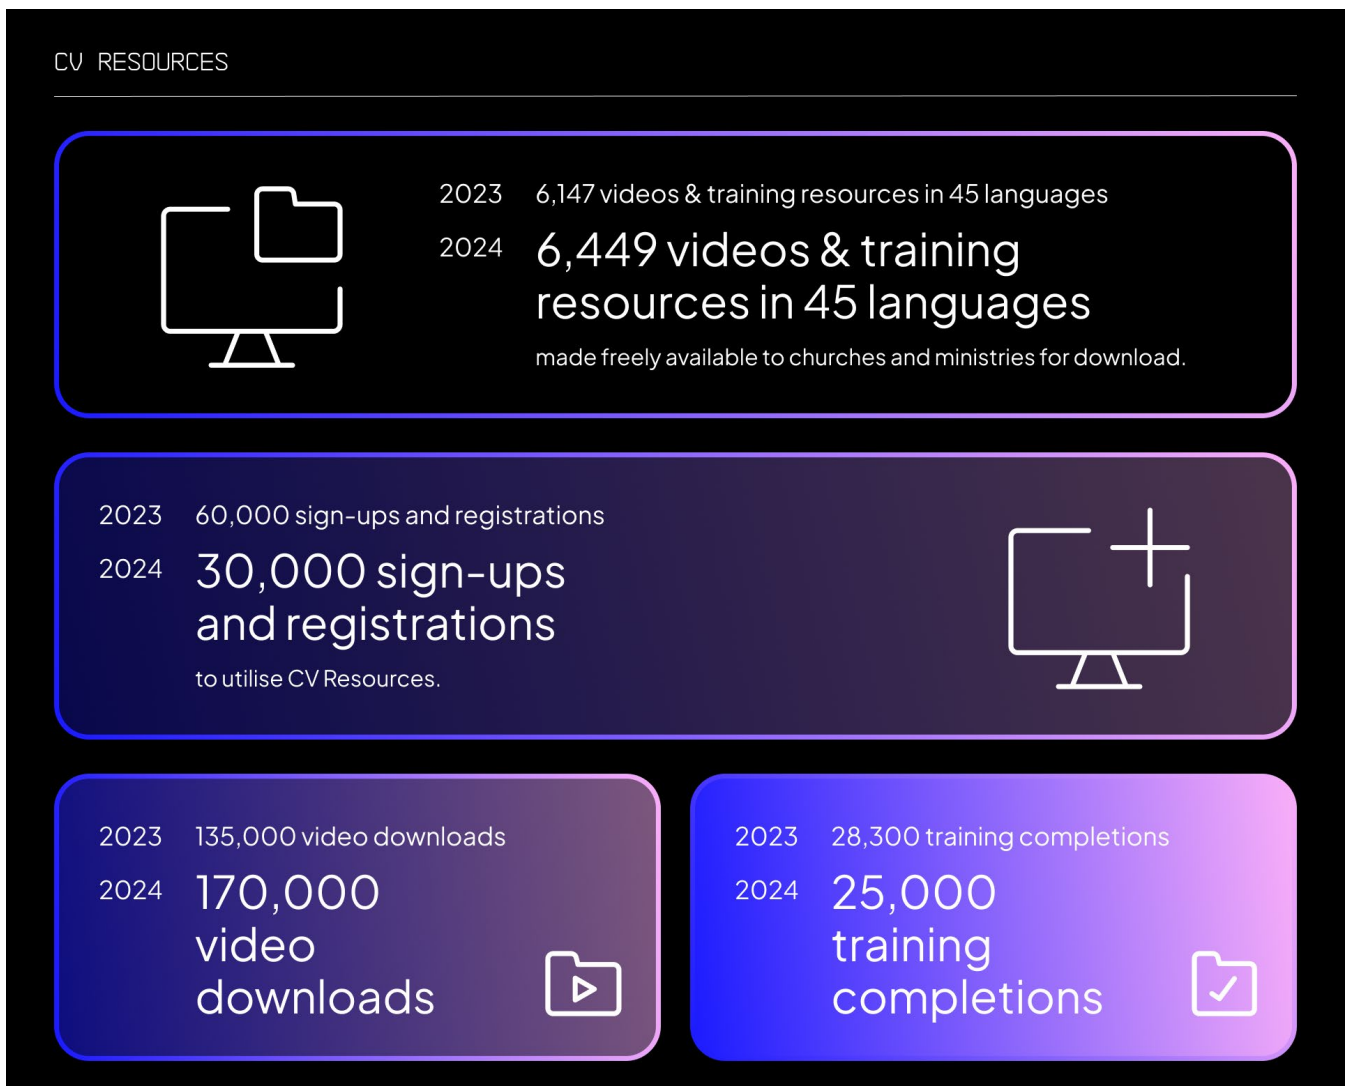 CV RESOURCES
2023 6,147 videos & training resources in 45 languages
2024 6,449 videos & training
resources in 45 languages
made freely available to churches and ministries for download.
2023 60,000 sign-ups and registrations
2024 30,000 sign-ups
and registrations
to utilise CV Resources.
2023 135,000 video downloads
2024 170,000
video
downloads
2023 28,300 training completions
2024 25,000
training
completions